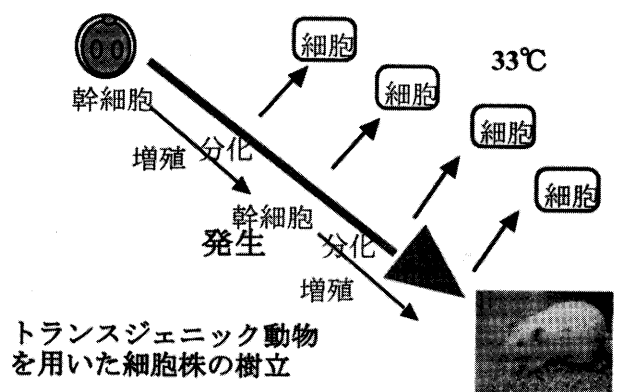 細胞
33℃
細胞
幹細胞
細胞
増殖 分化
細胞
幹細胞
発生 分化
増殖
トランスジェニック動物
を用いた細胞株の樹立